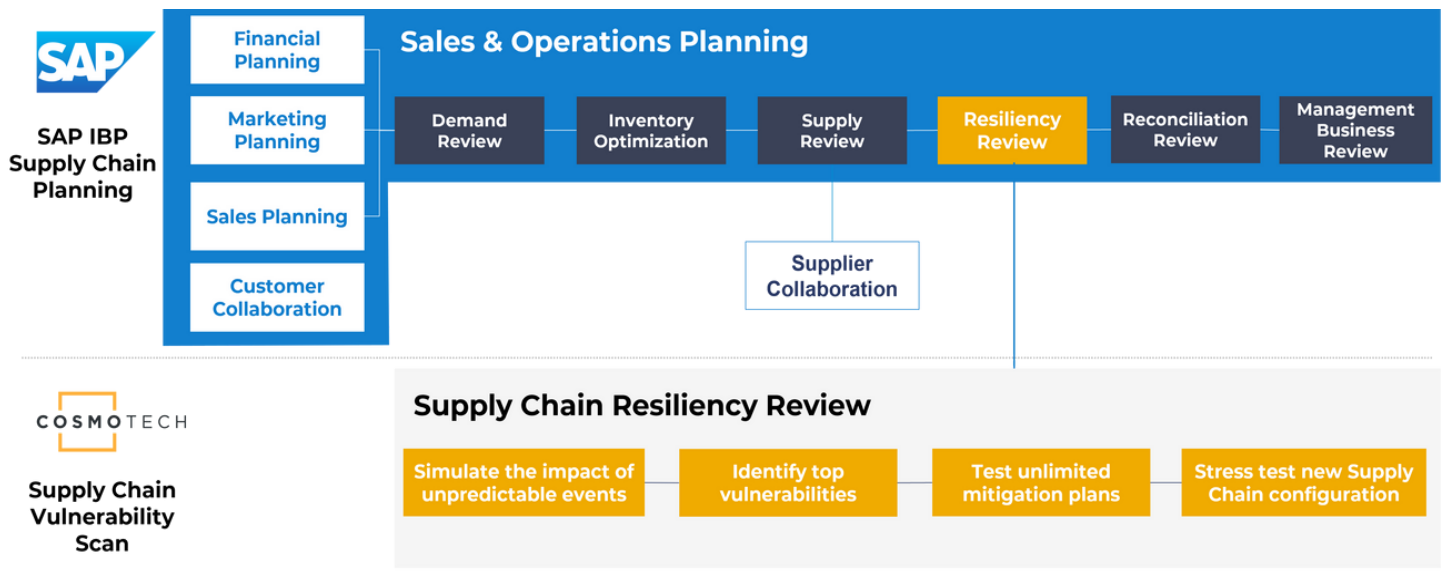 SAP
SAP IBP
Supply Chain
Planning
Financial
Planning
Marketing
Planning
Sales Planning
Customer
Collaboration
Sales & Operations Planning
Demand
Review
Inventory
Optimization
Supply
Review
Resiliency
Review
Reconciliation
Review
Management
Business
Review
Supplier
Collaboration
COSMOTECH
Supply Chain
Vulnerability
Scan
Supply Chain Resiliency Review
Simulate the impact of
unpredictable events
Identify top
vulnerabilities
Test unlimited
mitigation plans
Stress test new Supply
Chain configuration